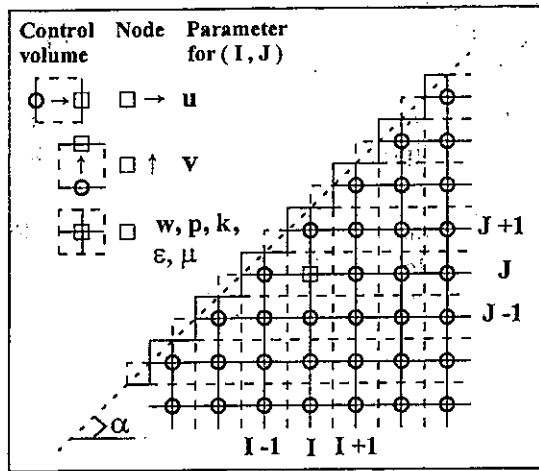 Control Node Parameter
volume for ( I , J )
u
v
w, p, k,
ε, μ
J +1
J
J -1
α
I -1 I I +1